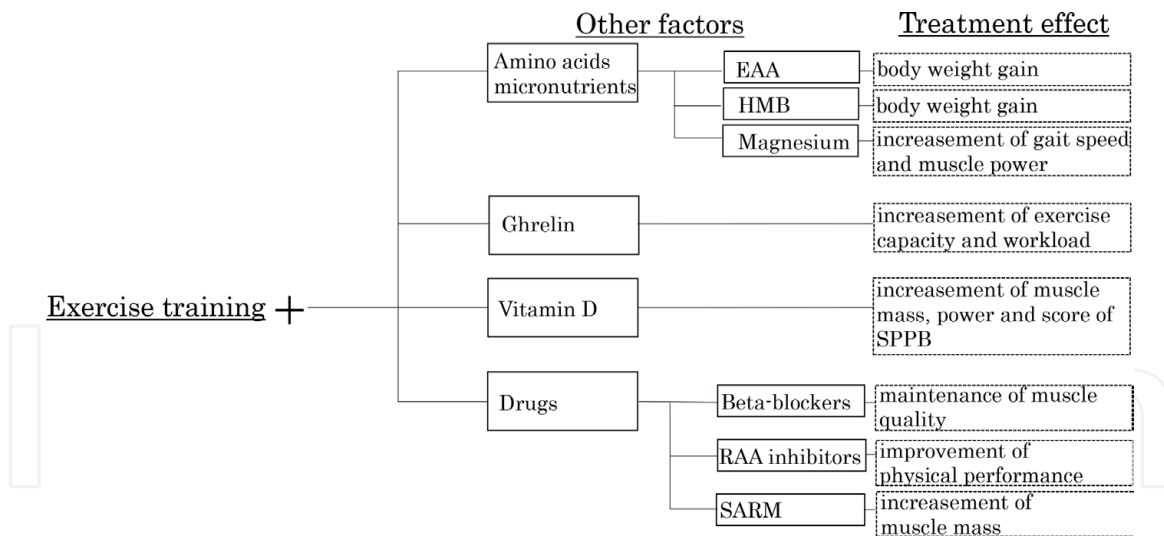 Other factors
Treatment effect
Amino acids
micronutrients
EAA
body weight gain
HMB
body weight gain
Magnesium
increasement of gait speed
and muscle power
Ghrelin
increasement of exercise
capacity and workload
Exercise training +
Vitamin D
increasement of muscle
mass, power and score of
SPPB
Drugs
Beta-blockers
maintenance of muscle
quality
RAA inhibitors
improvement of
physical performance
SARM
increasement of
muscle mass